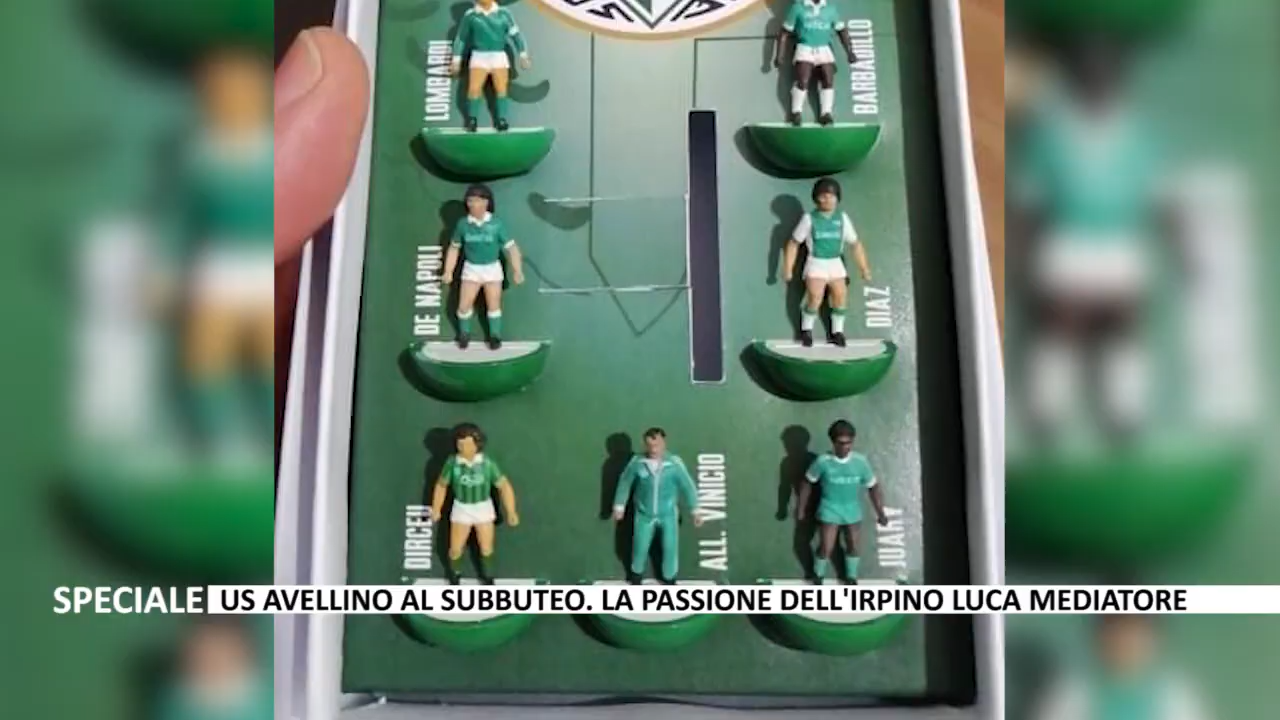 LOMBARDI
BARBADILLO
DE NAPOLI
DIAZ
DIRCEU
ALL. VINICIO
JUARY
SPECIALE
US AVELLINO AL SUBBUTEO. LA PASSIONE DELL'IRPINO LUCA MEDIATORE